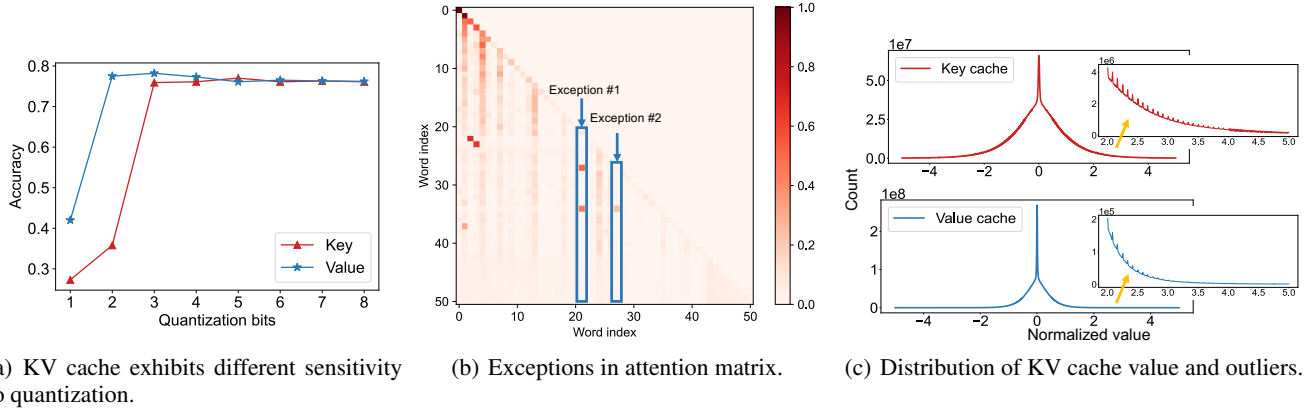 0.8
0.7
0.6
0.5
0.4
0.3
Accuracy
Key
Value
1 2 3 4 5 6 7 8
Quantization bits
0 10 20 30 40 50
Word index
0
10
20
30
40
50
Exception #1
Exception #2
Word index
1.0
0.8
0.6
0.4
0.2
0.0
1e7
5.0
2.5
0.0
Key cache
1e6
4
2
0
2.0 2.5 3.0 3.5 4.0 4.5 5.0
−4 −2 0 2 4
Count
1e8
2
1
0
Value cache
1e5
2
1
0
2.0 2.5 3.0 3.5 4.0 4.5 5.0
−4 −2 0 2 4
Normalized value
a) KV cache exhibits different sensitivity
o quantization.
(b) Exceptions in attention matrix.
(c) Distribution of KV cache value and outliers.